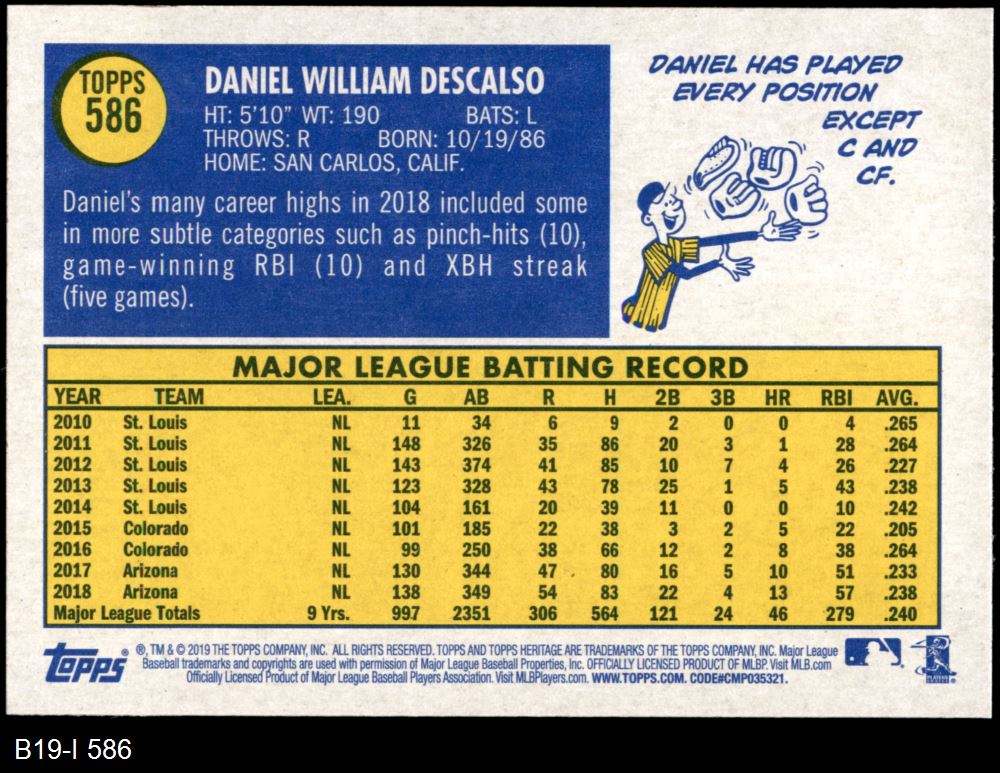 TOPPS
586
DANIEL WILLIAM DESCALSO
HT: 5'10" WT: 190 BATS: L
THROWS: R BORN: 10/19/86
HOME: SAN CARLOS, CALIF.
Daniel's many career highs in 2018 included some
in more subtle categories such as pinch-hits (10),
game-winning RBI (10) and XBH streak
(five games).
DANIEL HAS PLAYED
EVERY POSITION
EXCEPT
C AND
CF.
MAJOR LEAGUE BATTING RECORD
YEAR TEAM LEA. G AB R H 2B 3B HR RBI AVG.
2010 St. Louis NL 11 34 6 9 2 0 0 4 .265
2011 St. Louis NL 148 326 35 86 20 3 1 28 .264
2012 St. Louis NL 143 374 41 85 10 7 4 26 .227
2013 St. Louis NL 123 328 43 78 25 1 5 43 .238
2014 St. Louis NL 104 161 20 39 11 0 0 10 .242
2015 Colorado NL 101 185 22 38 3 2 5 22 .205
2016 Colorado NL 99 250 38 66 12 2 8 38 .264
2017 Arizona NL 130 344 47 80 16 5 10 51 .233
2018 Arizona NL 138 349 54 83 22 4 13 57 .238
Major League Totals 9 Yrs. 997 2351 306 564 121 24 46 279 .240
Topps ®, TM & © 2019 THE TOPPS COMPANY, INC. ALL RIGHTS RESERVED. TOPPS AND TOPPS HERITAGE ARE TRADEMARKS OF THE TOPPS COMPANY, INC. Major League
Baseball trademarks and copyrights are used with permission of Major League Baseball Properties, Inc. OFFICIALLY LICENSED PRODUCT OF MLBP. Visit MLB.com
Officially Licensed Product of Major League Baseball Players Association. Visit MLBPlayers.com. WWW.TOPPS.COM. CODE#CMP035321.
B19-I 586